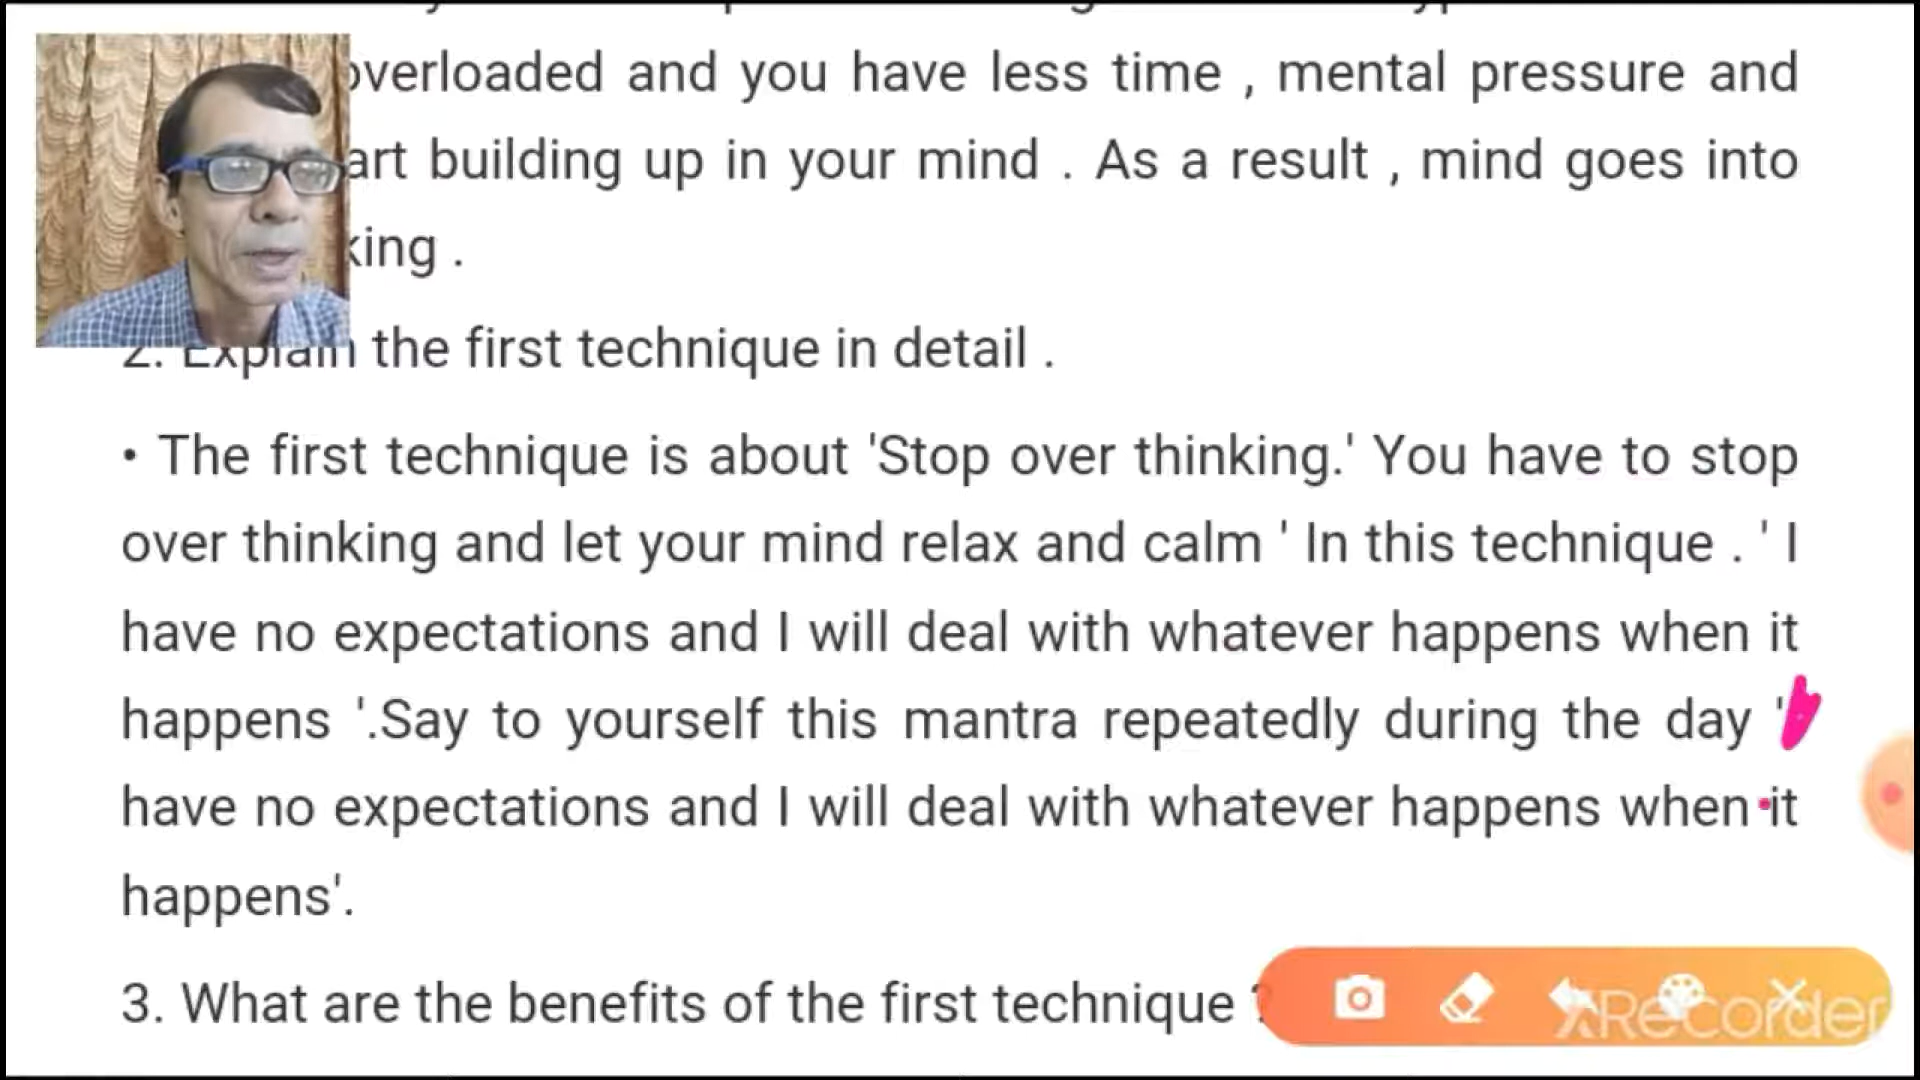 overloaded and you have less time , mental pressure and
art building up in your mind . As a result , mind goes into
king .
2. Explain the first technique in detail .
• The first technique is about 'Stop over thinking.' You have to stop
over thinking and let your mind relax and calm ' In this technique . ' I
have no expectations and I will deal with whatever happens when it
happens '.Say to yourself this mantra repeatedly during the day '
have no expectations and I will deal with whatever happens when it
happens'.
3. What are the benefits of the first technique ?
XRecorder